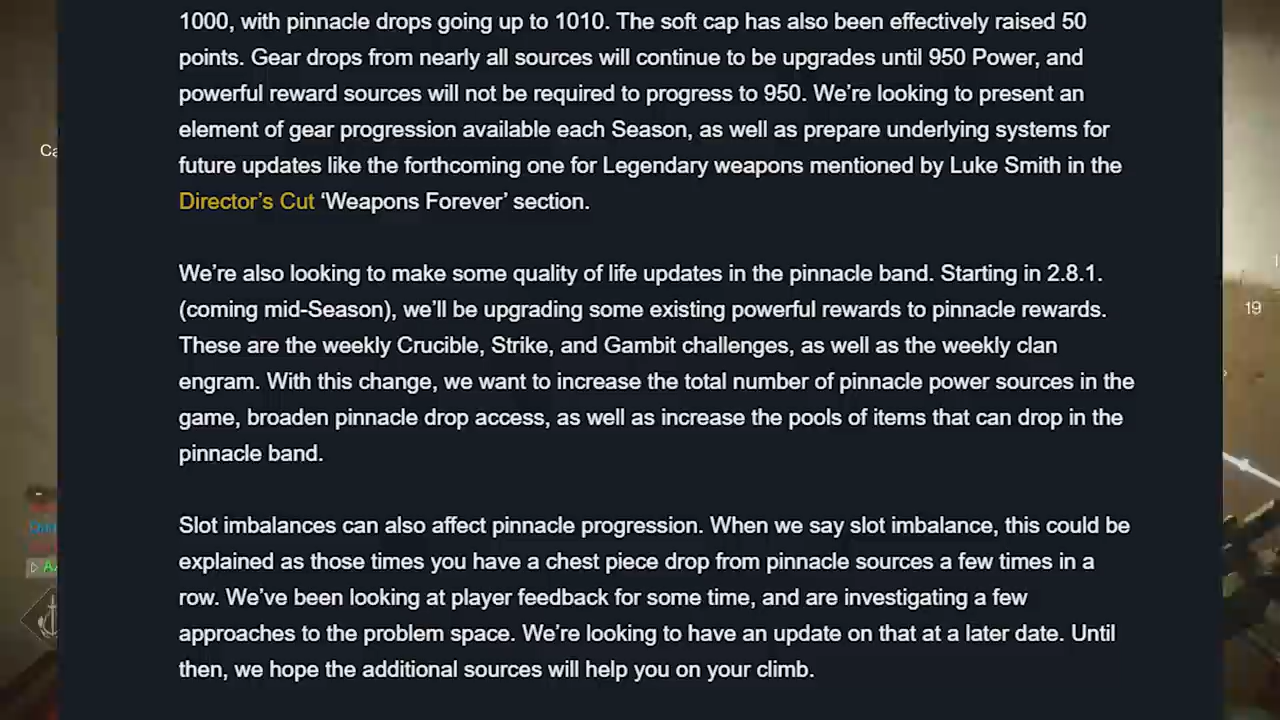 1000, with pinnacle drops going up to 1010. The soft cap has also been effectively raised 50
points. Gear drops from nearly all sources will continue to be upgrades until 950 Power, and
powerful reward sources will not be required to progress to 950. We’re looking to present an
element of gear progression available each Season, as well as prepare underlying systems for
future updates like the forthcoming one for Legendary weapons mentioned by Luke Smith in the
Director’s Cut ‘Weapons Forever’ section.
We’re also looking to make some quality of life updates in the pinnacle band. Starting in 2.8.1.
(coming mid-Season), we’ll be upgrading some existing powerful rewards to pinnacle rewards.
These are the weekly Crucible, Strike, and Gambit challenges, as well as the weekly clan
engram. With this change, we want to increase the total number of pinnacle power sources in the
game, broaden pinnacle drop access, as well as increase the pools of items that can drop in the
pinnacle band.
Slot imbalances can also affect pinnacle progression. When we say slot imbalance, this could be
explained as those times you have a chest piece drop from pinnacle sources a few times in a
row. We’ve been looking at player feedback for some time, and are investigating a few
approaches to the problem space. We’re looking to have an update on that at a later date. Until
then, we hope the additional sources will help you on your climb.
19